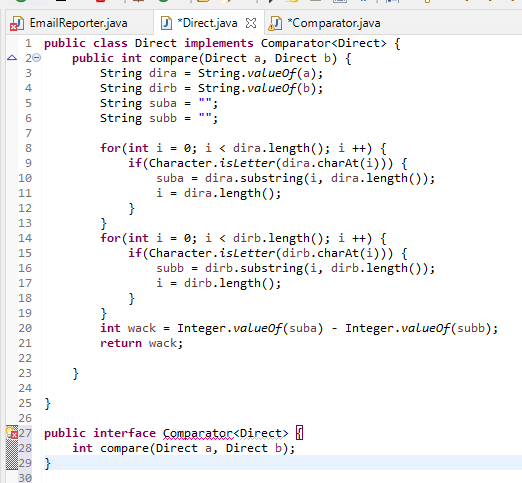 EmailReporter.java *Direct.java *Comparator.java
1 public class Direct implements Comparator<Direct> {
2 public int compare(Direct a, Direct b) {
3 String dira = String.valueOf(a);
4 String dirb = String.valueOf(b);
5 String suba = "";
6 String subb = "";
7
8 for(int i = 0; i < dira.length(); i ++) {
9 if(Character.isLetter(dira.charAt(i))) {
10 suba = dira.substring(i, dira.length());
11 i = dira.length();
12 }
13 }
14 for(int i = 0; i < dirb.length(); i ++) {
15 if(Character.isLetter(dirb.charAt(i))) {
16 subb = dirb.substring(i, dirb.length());
17 i = dirb.length();
18 }
19 }
20 int wack = Integer.valueOf(suba) - Integer.valueOf(subb);
21 return wack;
22
23 }
24
25 }
26
27 public interface Comparator<Direct> {
28 int compare(Direct a, Direct b);
29 }
30